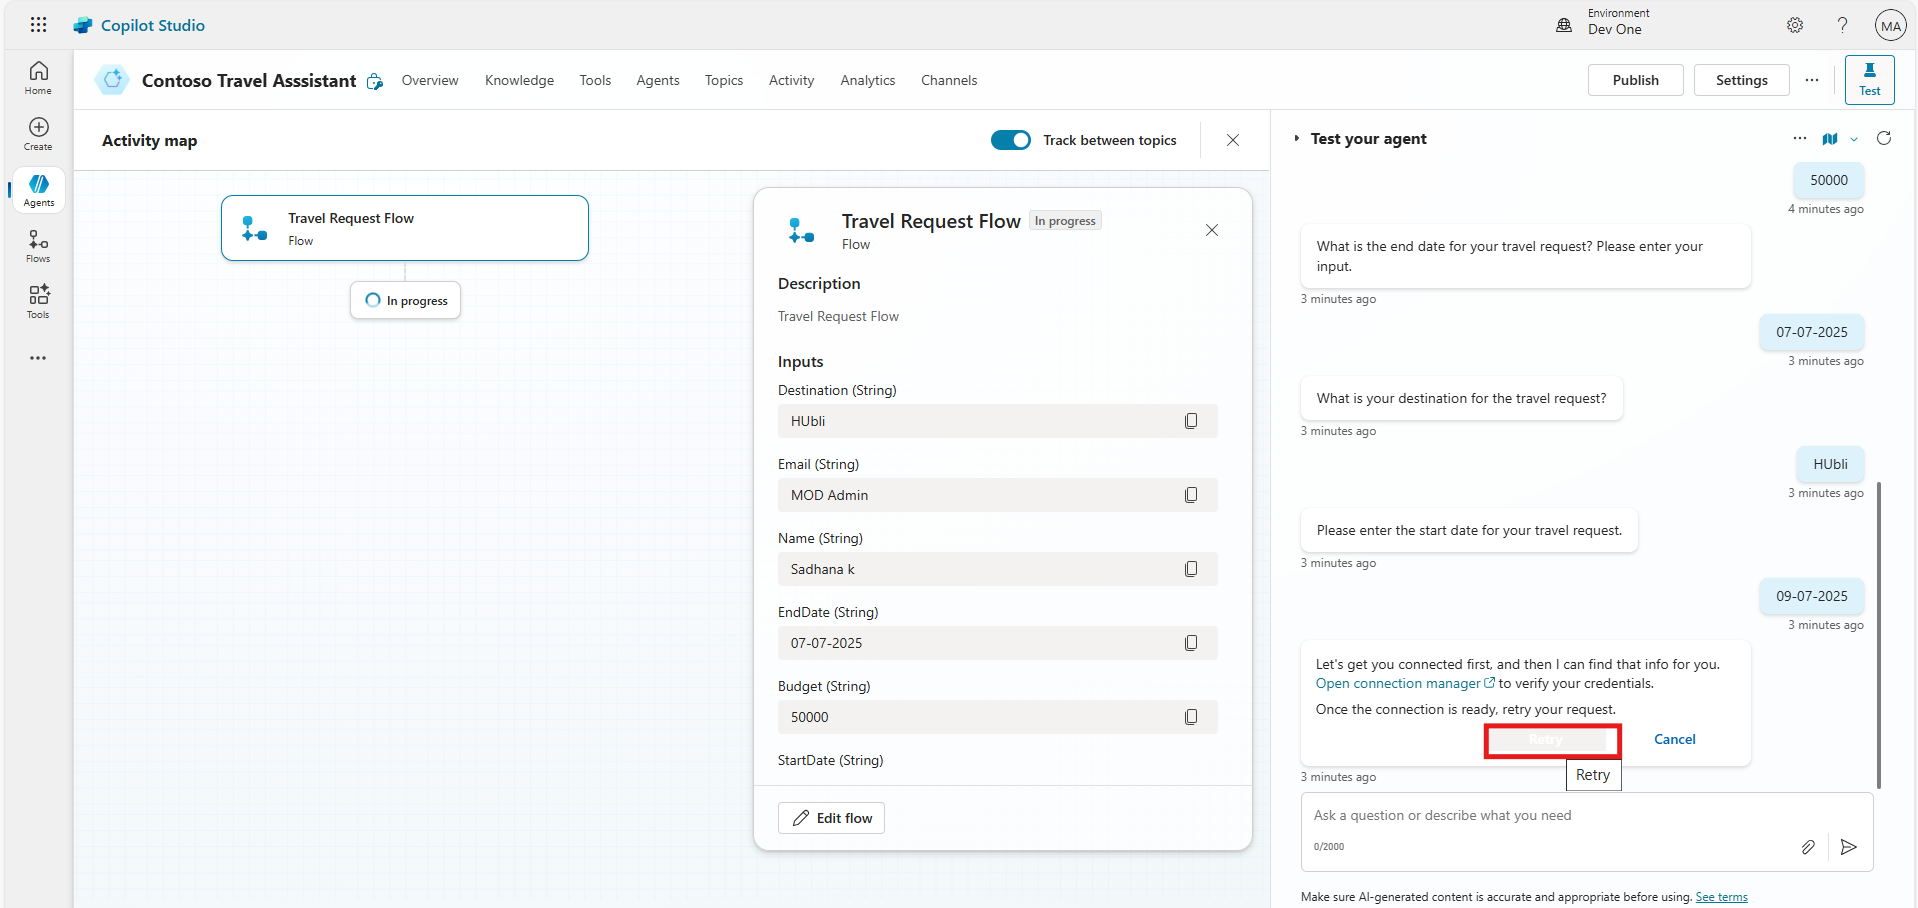 Copilot Studio
Environment
Dev One
MA
Home
Create
Agents
Flows
Tools
Contoso Travel Asssistant
Overview
Knowledge
Tools
Agents
Topics
Activity
Analytics
Channels
Publish
Settings
Test
Activity map
Track between topics
Travel Request Flow
Flow
In progress
Travel Request Flow
In progress
Flow
Description
Travel Request Flow
Inputs
Destination (String)
HUbli
Email (String)
MOD Admin
Name (String)
Sadhana k
EndDate (String)
07-07-2025
Budget (String)
50000
StartDate (String)
Edit flow
Test your agent
50000
4 minutes ago
What is the end date for your travel request? Please enter your
input.
3 minutes ago
07-07-2025
3 minutes ago
What is your destination for the travel request?
3 minutes ago
HUbli
3 minutes ago
Please enter the start date for your travel request.
3 minutes ago
09-07-2025
3 minutes ago
Let's get you connected first, and then I can find that info for you.
Open connection manager to verify your credentials.
Once the connection is ready, retry your request.
Retry
Cancel
Retry
3 minutes ago
Ask a question or describe what you need
0/2000
Make sure AI-generated content is accurate and appropriate before using. See terms